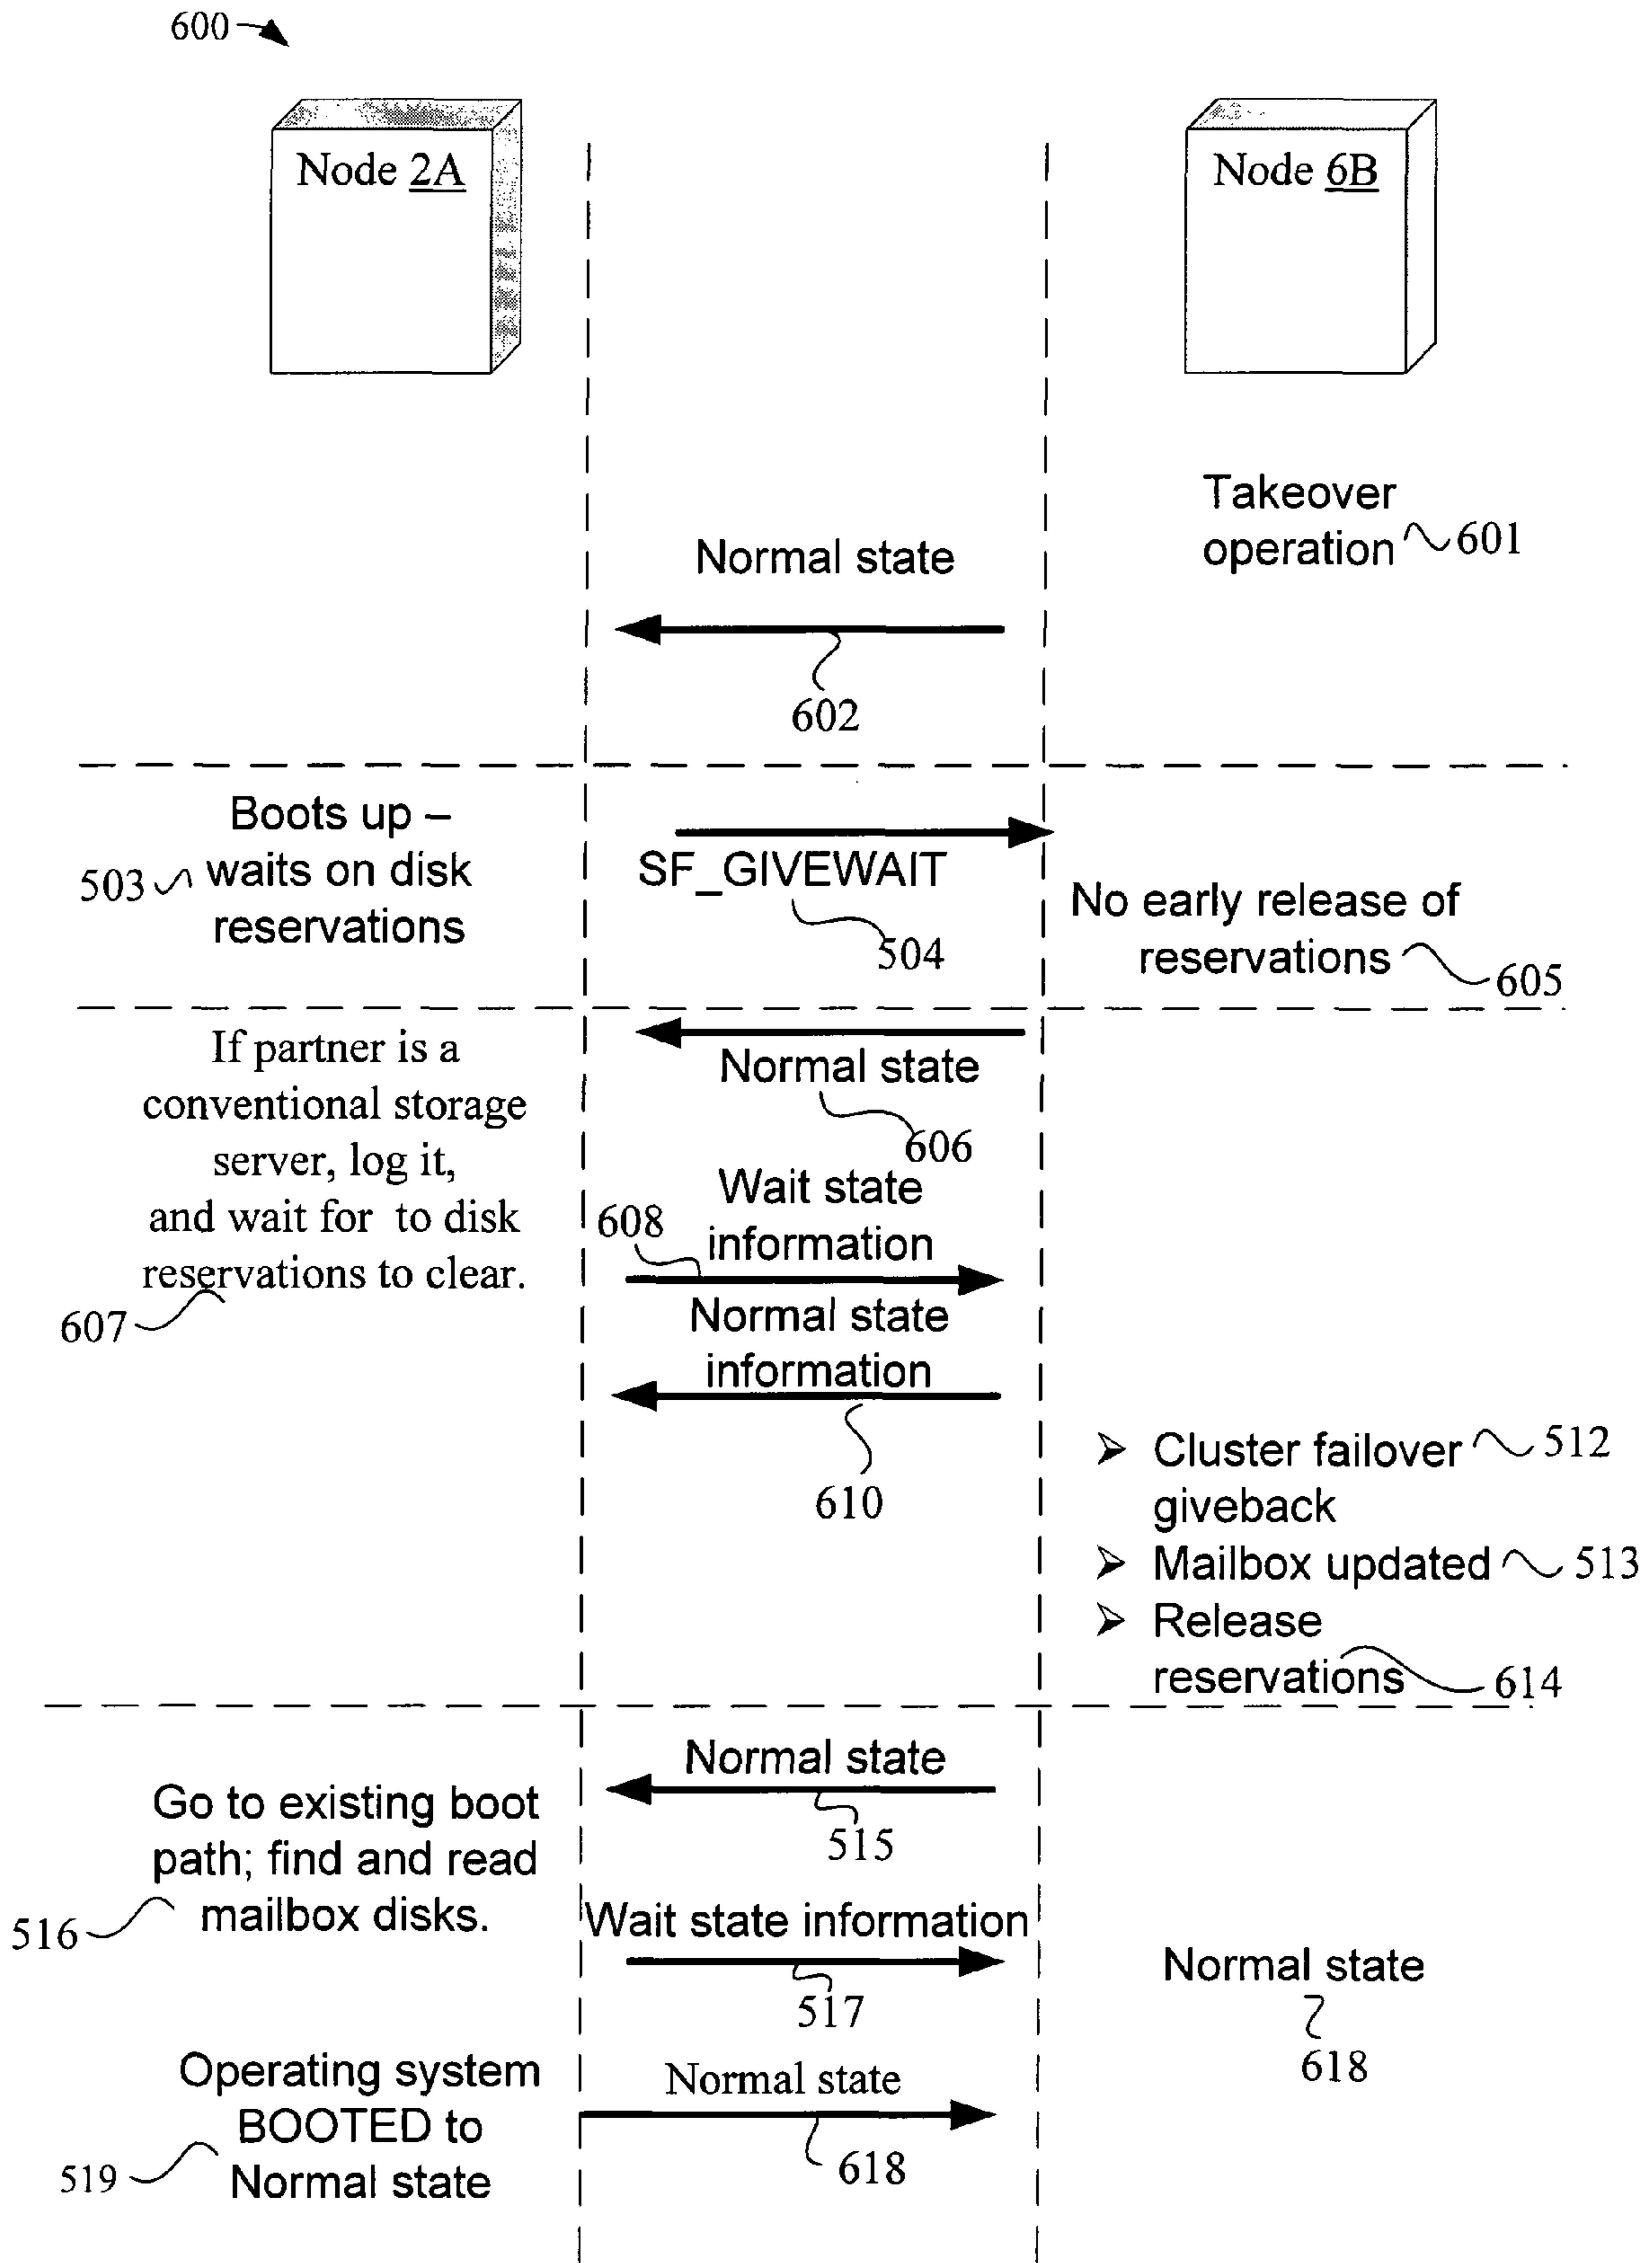 600
Node 2A
Node 6B
Takeover
operation 601
Normal state
602
Boots up –
503 waits on disk
reservations
SF_GIVEWAIT
504
No early release of
reservations
605
If partner is a
conventional storage
server, log it,
and wait for to disk
reservations to clear.
607
Normal state
606
Wait state
608 information
Normal state
information
610
➢ Cluster failover 512
giveback
➢ Mailbox updated 513
➢ Release
reservations 614
Normal state
515
Go to existing boot
path; find and read
516 mailbox disks.
Wait state information
517
Normal state
618
Operating system
BOOTED to
519 Normal state
Normal state
618